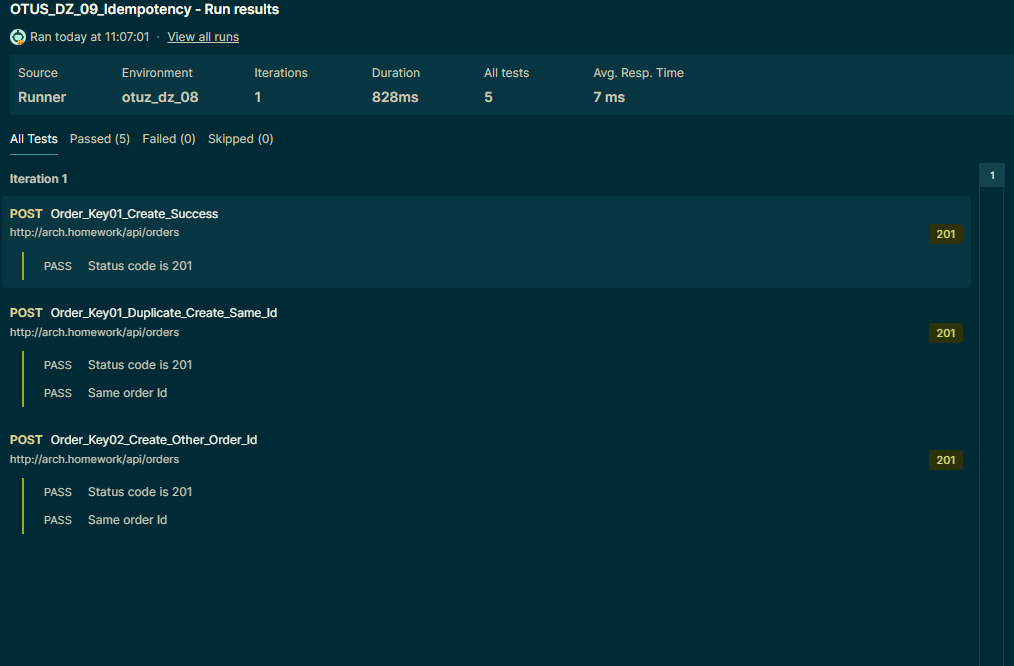 OTUS_DZ_09_Idempotency - Run results
Ran today at 11:07:01 · View all runs
Source Environment Iterations Duration All tests Avg. Resp. Time
Runner otuz_dz_08 1 828ms 5 7 ms
All Tests Passed (5) Failed (0) Skipped (0)
Iteration 1
1
POST Order_Key01_Create_Success
http://arch.homework/api/orders
201
PASS Status code is 201
POST Order_Key01_Duplicate_Create_Same_Id
http://arch.homework/api/orders
201
PASS Status code is 201
PASS Same order Id
POST Order_Key02_Create_Other_Order_Id
http://arch.homework/api/orders
201
PASS Status code is 201
PASS Same order Id